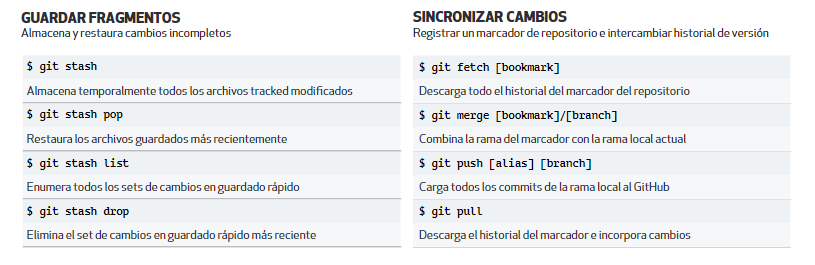 GUARDAR FRAGMENTOS
Almacena y restaura cambios incompletos
$ git stash
Almacena temporalmente todos los archivos tracked modificados
$ git stash pop
Restaura los archivos guardados más recientemente
$ git stash list
Enumera todos los sets de cambios en guardado rápido
$ git stash drop
Elimina el set de cambios en guardado rápido más reciente
SINCRONIZAR CAMBIOS
Registrar un marcador de repositorio e intercambiar historial de versión
$ git fetch [bookmark]
Descarga todo el historial del marcador del repositorio
$ git merge [bookmark]/[branch]
Combina la rama del marcador con la rama local actual
$ git push [alias] [branch]
Carga todos los commits de la rama local al GitHub
$ git pull
Descarga el historial del marcador e incorpora cambios